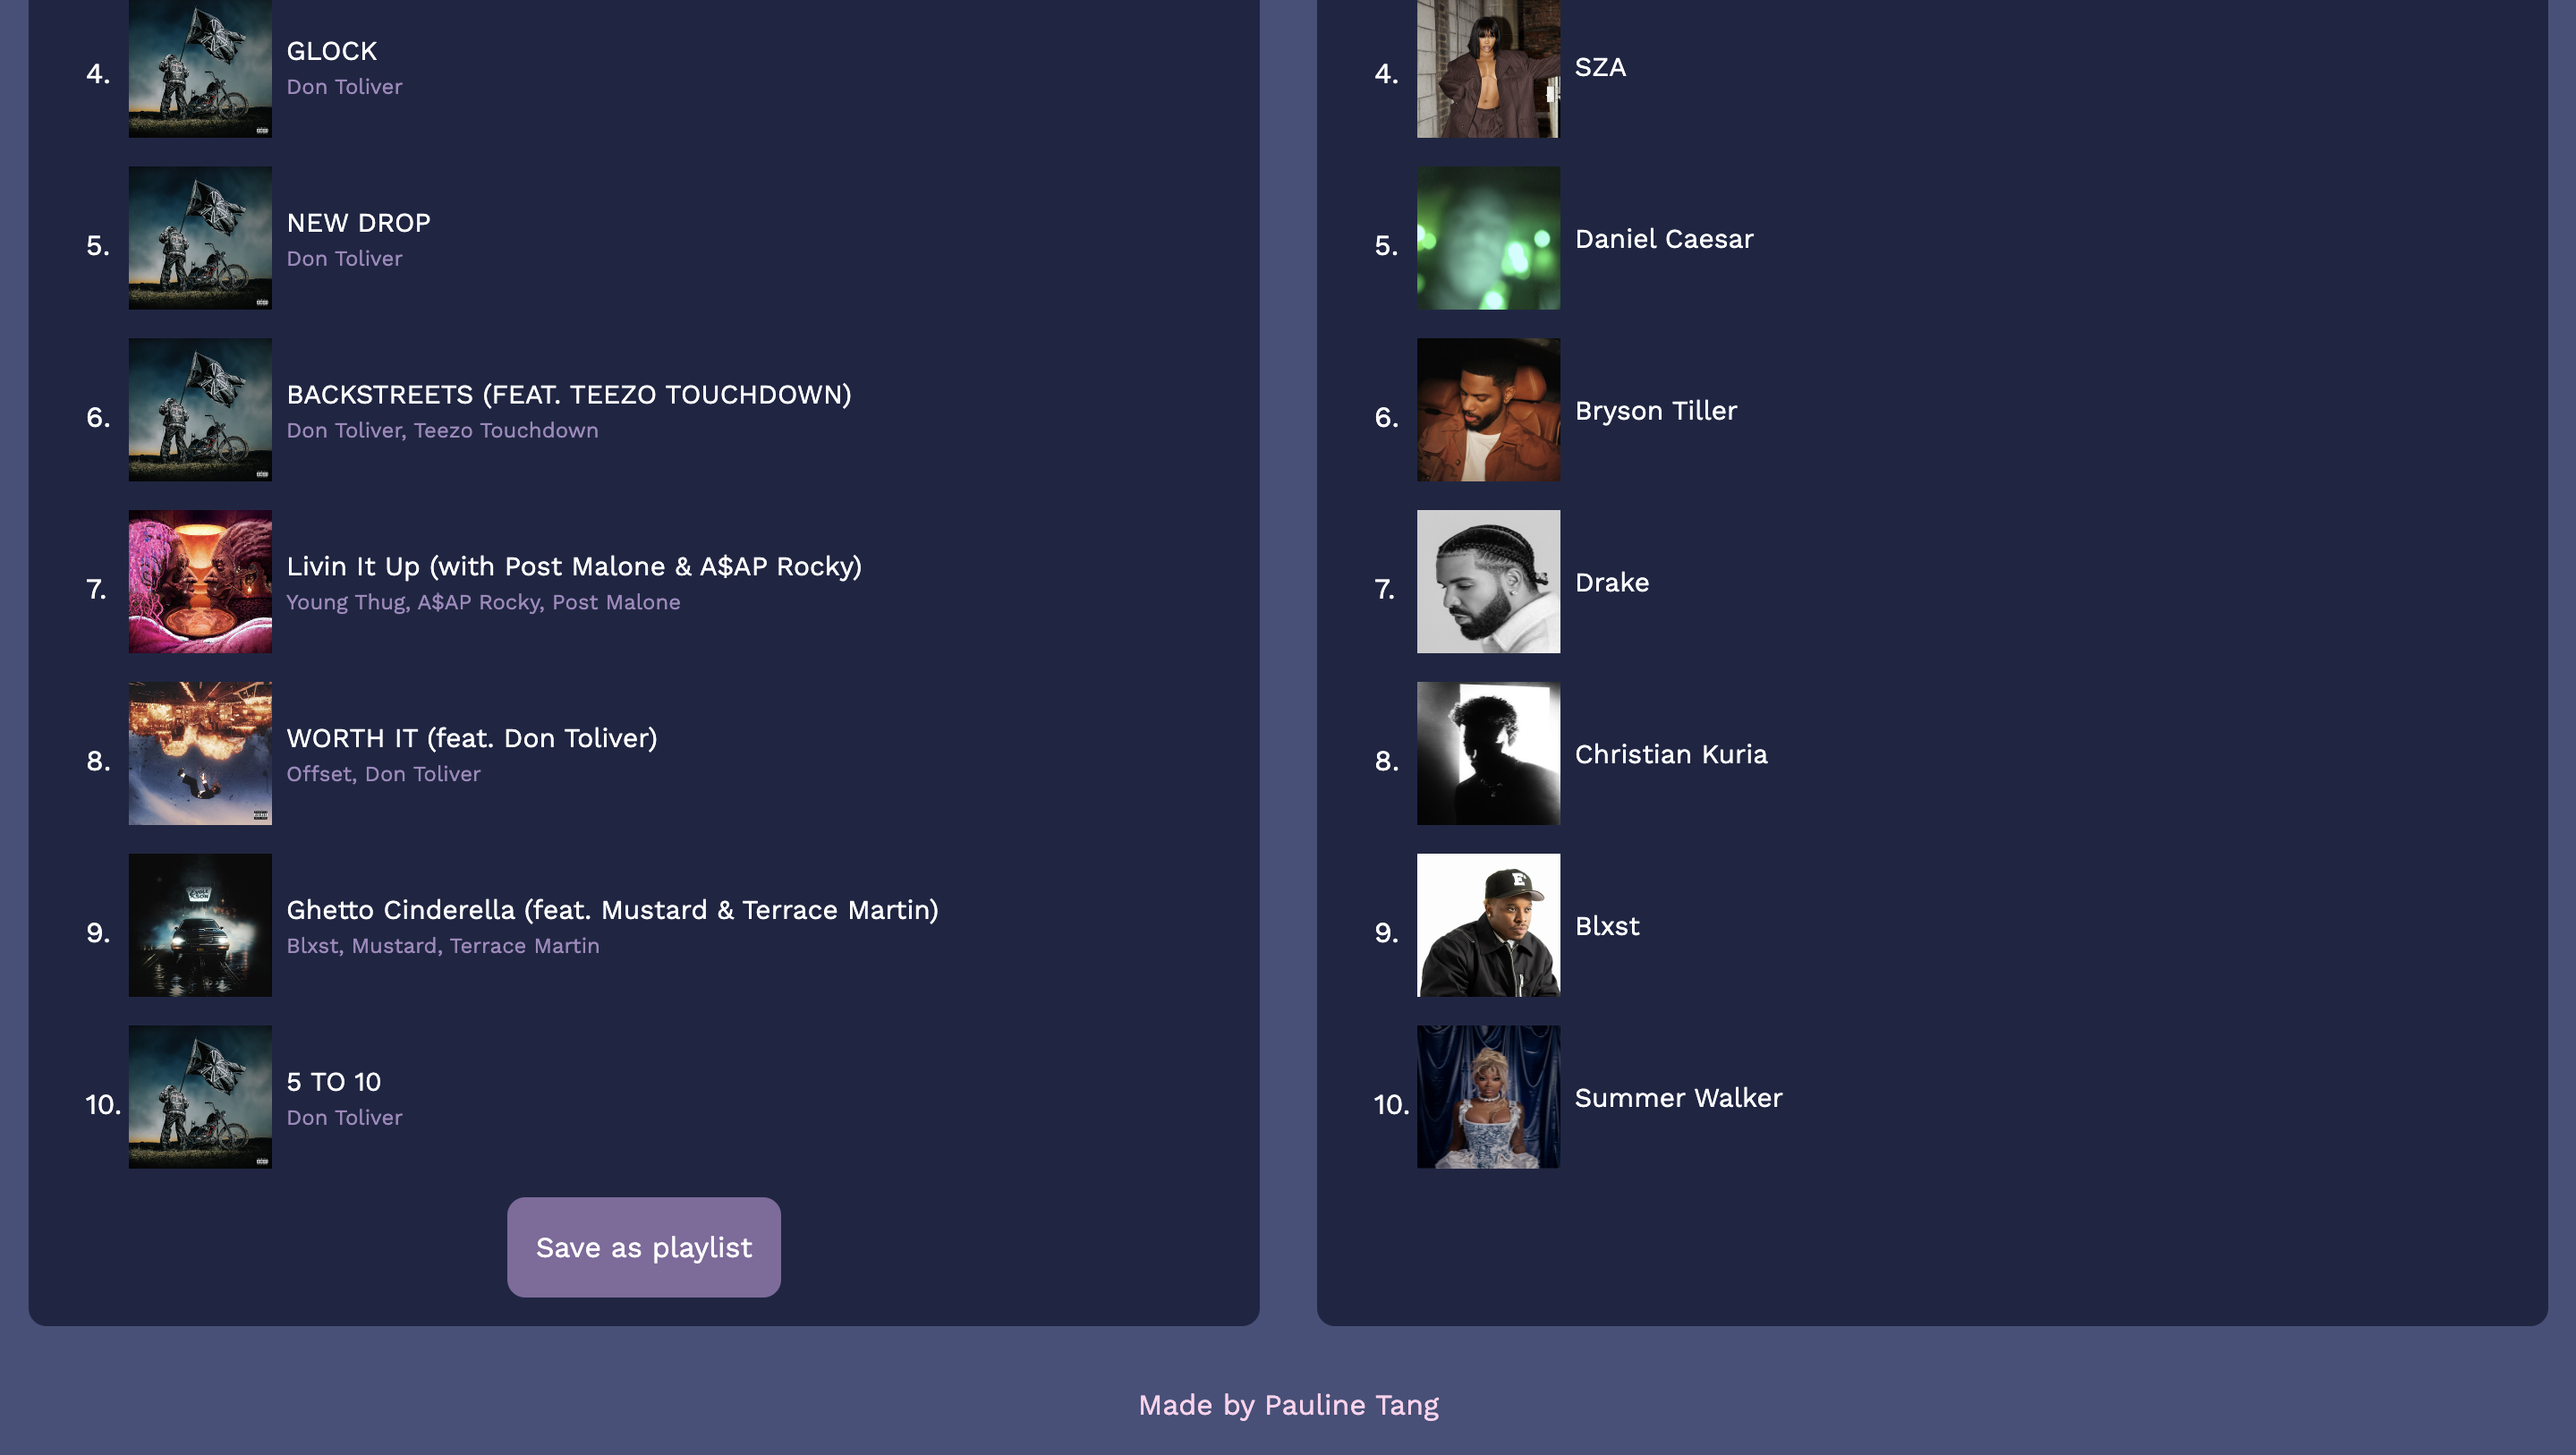 4.
GLOCK
Don Toliver
5.
NEW DROP
Don Toliver
6.
BACKSTREETS (FEAT. TEEZO TOUCHDOWN)
Don Toliver, Teezo Touchdown
7.
Livin It Up (with Post Malone & A$AP Rocky)
Young Thug, A$AP Rocky, Post Malone
8.
WORTH IT (feat. Don Toliver)
Offset, Don Toliver
9.
Ghetto Cinderella (feat. Mustard & Terrace Martin)
Blxst, Mustard, Terrace Martin
10.
5 TO 10
Don Toliver
Save as playlist
4.
SZA
5.
Daniel Caesar
6.
Bryson Tiller
7.
Drake
8.
Christian Kuria
9.
E
Blxst
10.
Summer Walker
Made by Pauline Tang